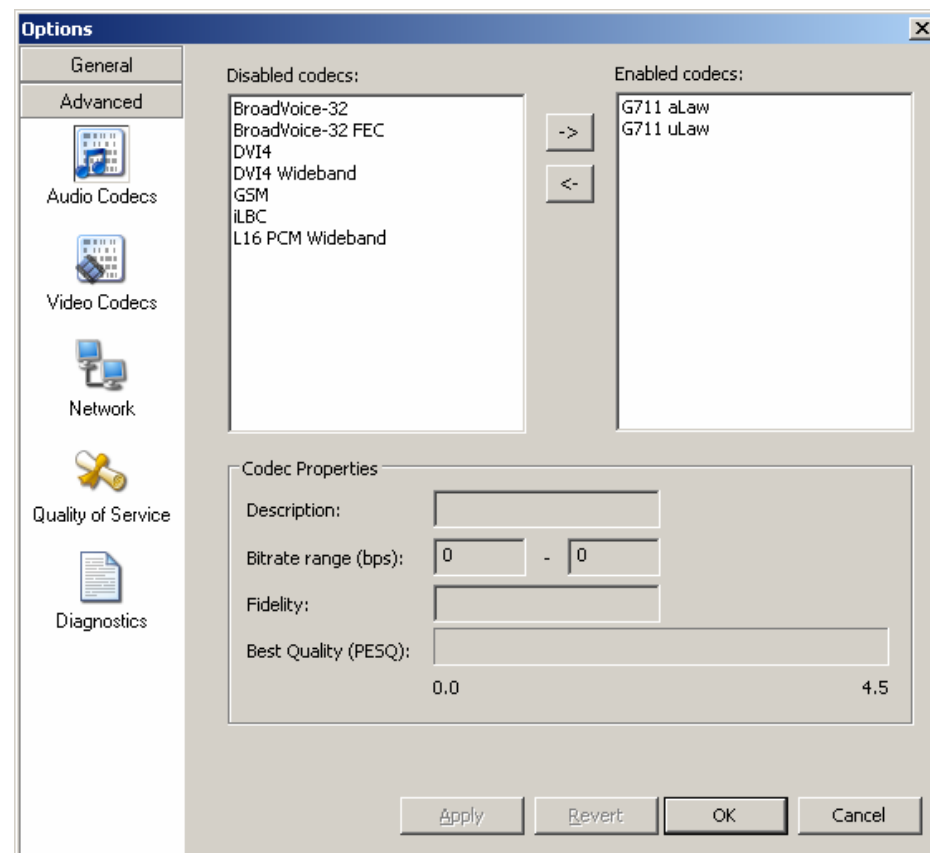 Options
General
Advanced
Audio Codecs
Video Codecs
Network
Quality of Service
Diagnostics
Disabled codecs:
BroadVoice-32
BroadVoice-32 FEC
DVI4
DVI4 Wideband
GSM
iLBC
L16 PCM Wideband
->
<-
Enabled codecs:
G711 aLaw
G711 uLaw
Codec Properties
Description:
Bitrate range (bps): 0 - 0
Fidelity:
Best Quality (PESQ):
0.0 4.5
Apply Revert OK Cancel